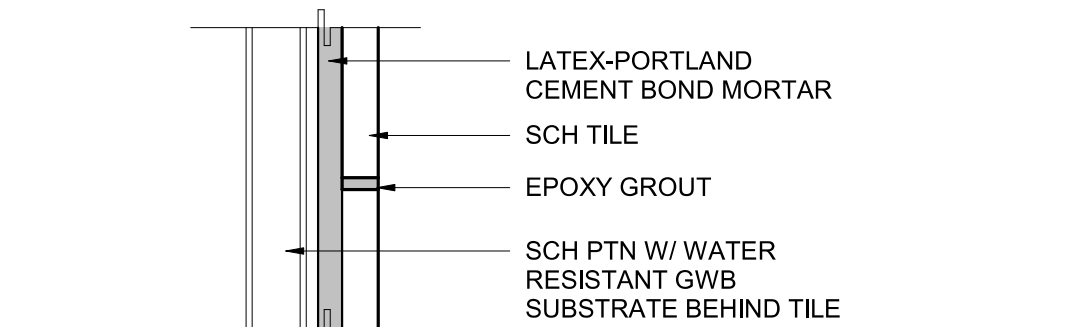 LATEX-PORTLAND
CEMENT BOND MORTAR
SCH TILE
EPOXY GROUT
SCH PTN W/ WATER
RESISTANT GWB
SUBSTRATE BEHIND TILE